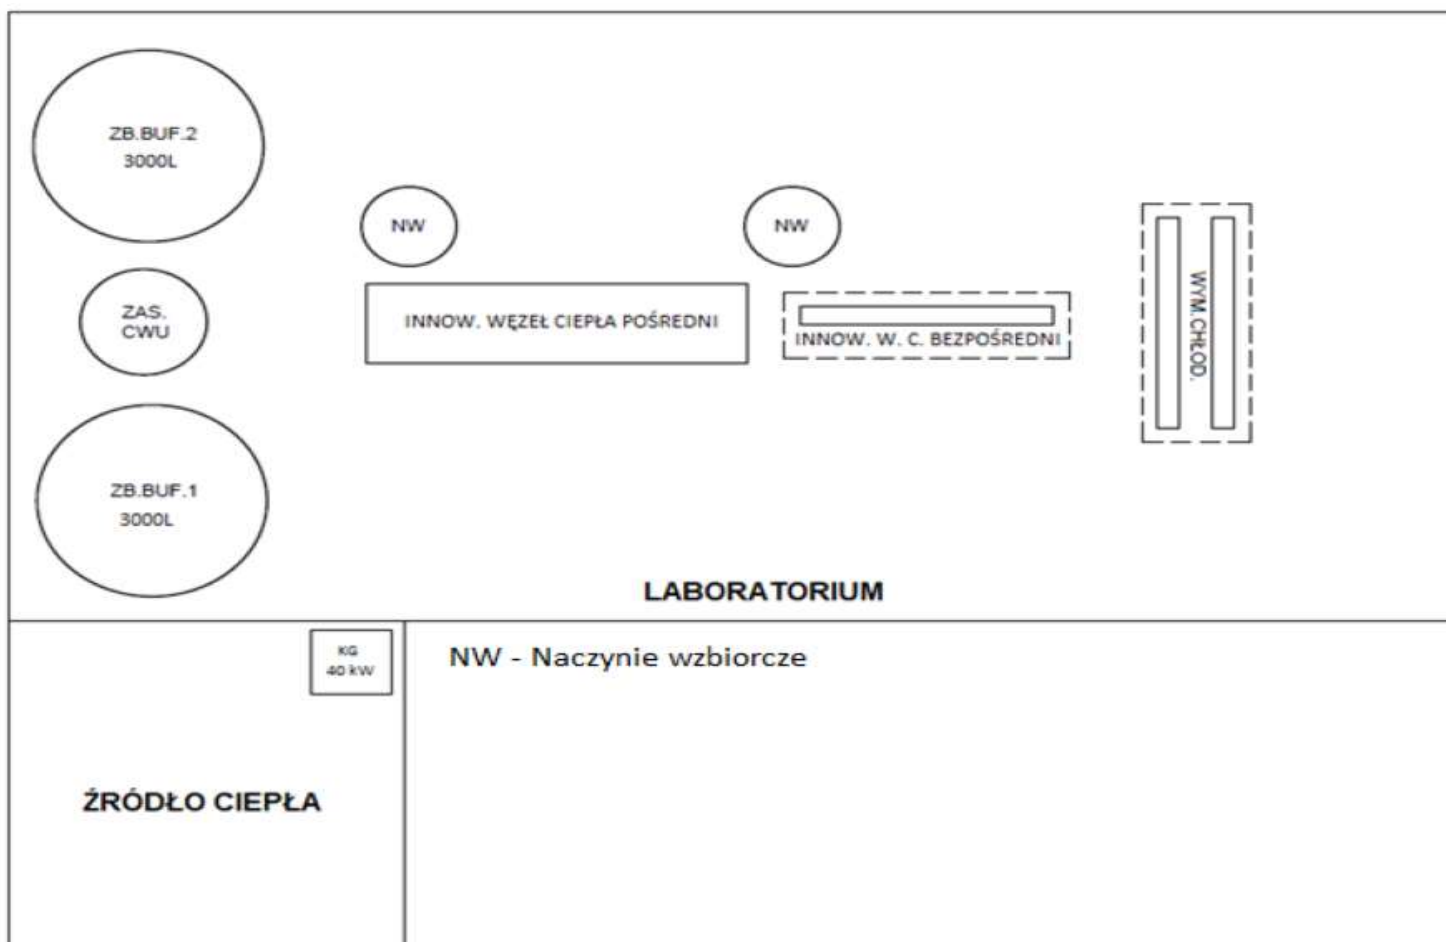 ZB.BUF.2
3000L
NW
NW
ZAS.
CWU
INNOW. WĘZEŁ CIEPŁA POŚREDNI
INNOW. W. C. BEZPOŚREDNI
WYM.CHŁOD.
ZB.BUF.1
3000L
LABORATORIUM
KG
40 kW
NW - Naczynie wzbiorcze
ŹRÓDŁO CIEPŁA